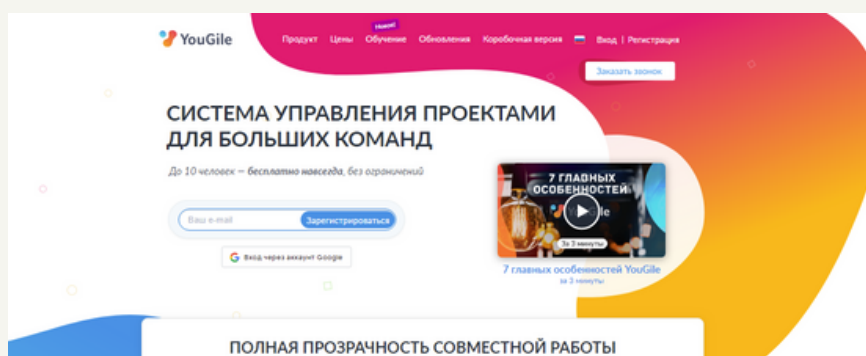 YouGile
Новое!
Продукт Цены Обучение Обновления Коробочная версия Вход | Регистрация
Заказать звонок
СИСТЕМА УПРАВЛЕНИЯ ПРОЕКТАМИ
ДЛЯ БОЛЬШИХ КОМАНД
До 10 человек — бесплатно навсегда, без ограничений
Ваш e-mail Зарегистрироваться
Вход через аккаунт Google
7 ГЛАВНЫХ
ОСОБЕННОСТЕЙ
За 3 минуты
7 главных особенностей YouGile
за 3 минуты
ПОЛНАЯ ПРОЗРАЧНОСТЬ СОВМЕСТНОЙ РАБОТЫ